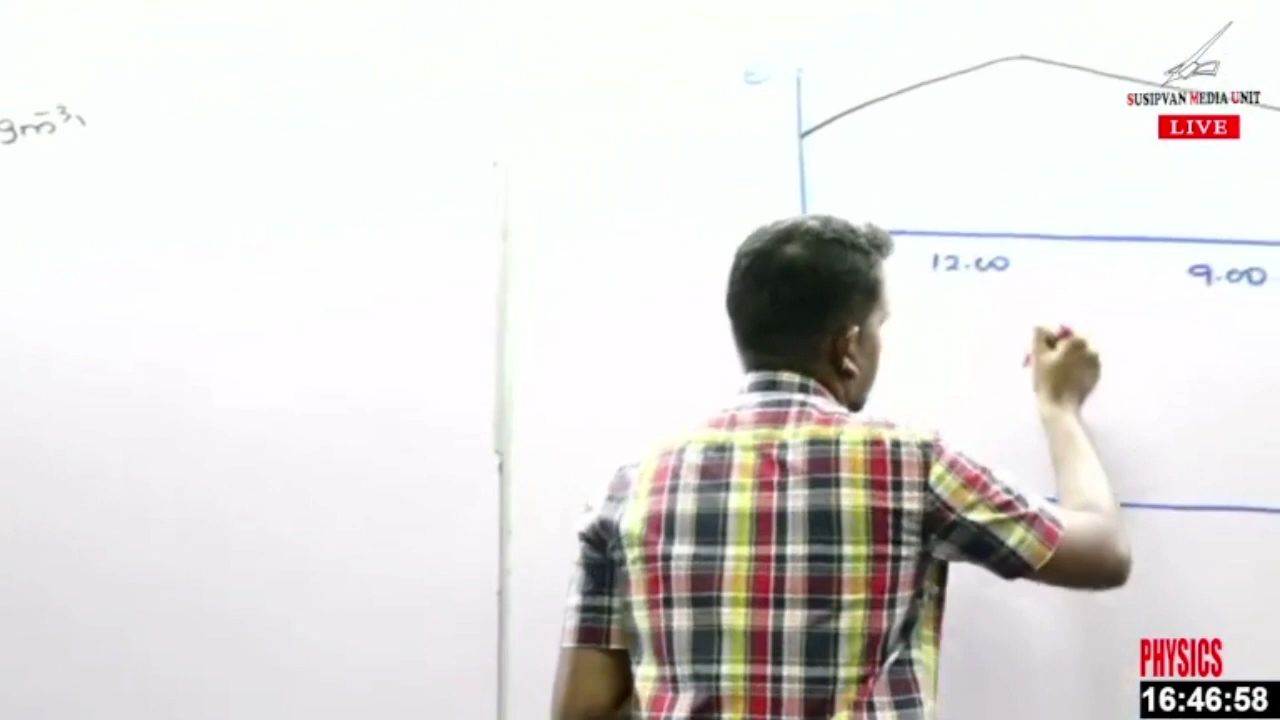 gm⁻³,
SUSIPVAN MEDIA UNIT
LIVE
12.00
9.00
PHYSICS
16:46:58